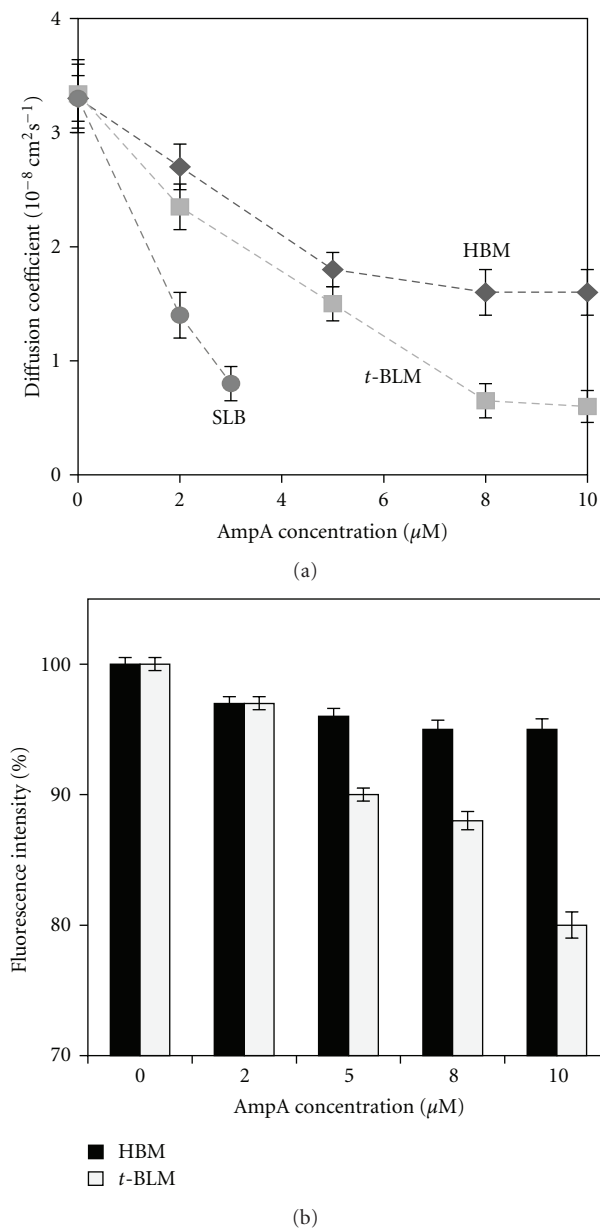 4
3
2
1
0
Diffusion coefficient (10⁻⁸ cm² s⁻¹)
HBM
t-BLM
SLB
0 2 4 6 8 10
AmpA concentration (µM)
(a)
100
90
80
70
Fluorescence intensity (%)
0 2 5 8 10
AmpA concentration (µM)
HBM
t-BLM
(b)